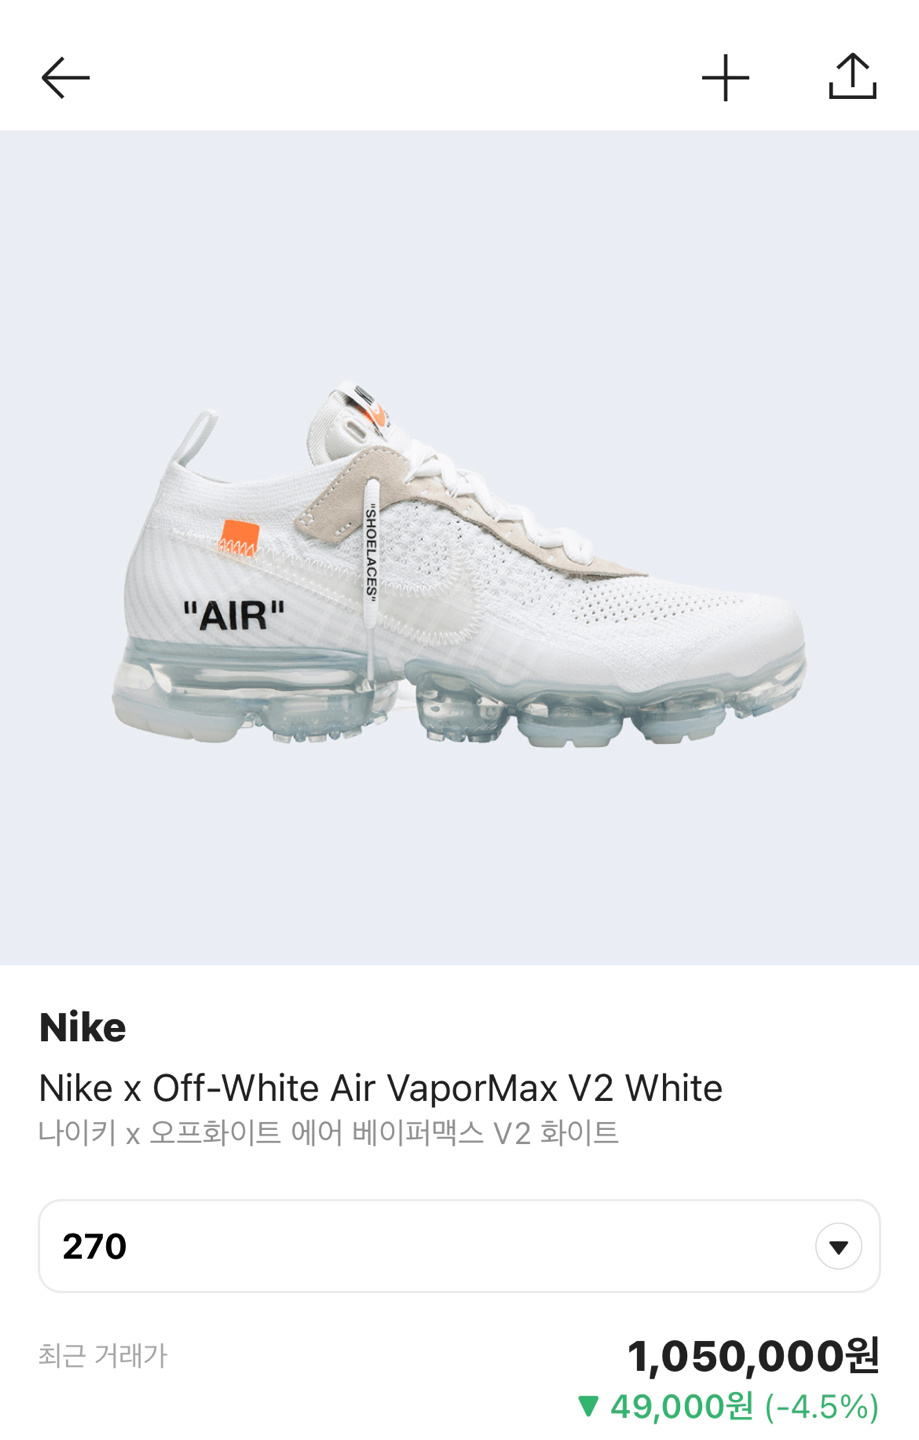 "SHOELACES"
"AIR"
Nike
Nike x Off-White Air VaporMax V2 White
나이키 x 오프화이트 에어 베이퍼맥스 V2 화이트
270
최근 거래가
1,050,000원
▼ 49,000원 (-4.5%)